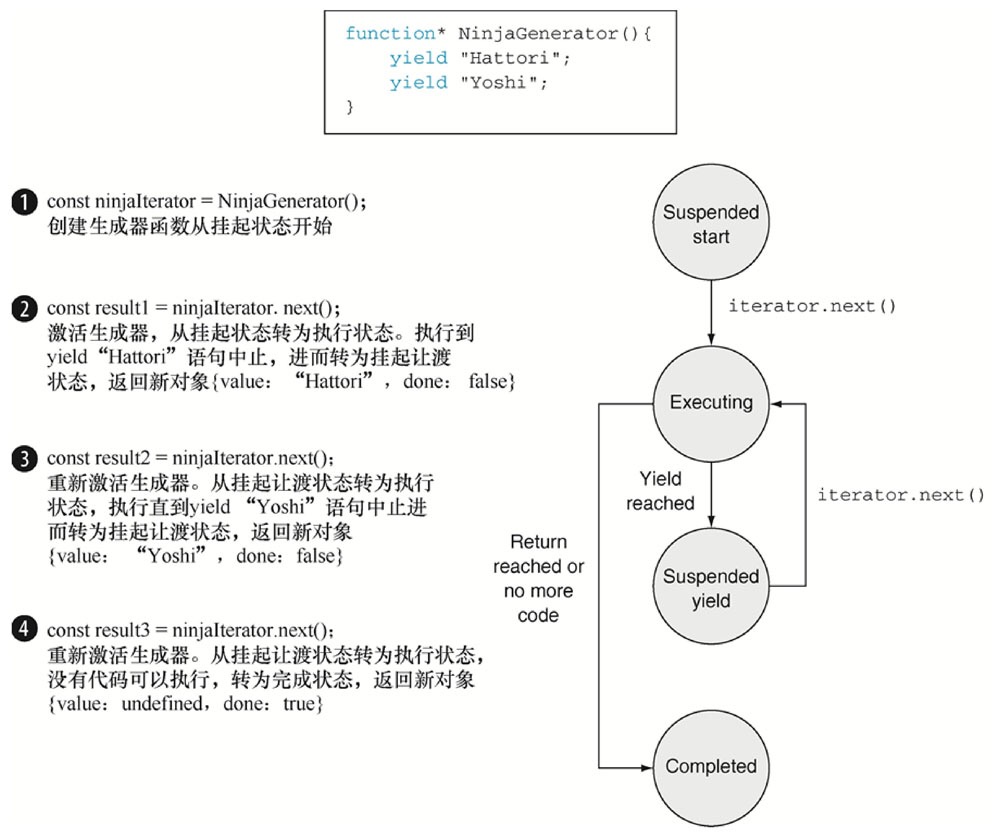 function* NinjaGenerator(){
yield "Hattori";
yield "Yoshi";
}
1 const ninjaIterator = NinjaGenerator();
创建生成器函数从挂起状态开始
2 const result1 = ninjaIterator. next();
激活生成器，从挂起状态转为执行状态。执行到
yield“Hattori”语句中止，进而转为挂起让渡
状态，返回新对象{value：“Hattori”，done：false}
3 const result2 = ninjaIterator.next();
重新激活生成器。从挂起让渡状态转为执行
状态，执行直到yield “Yoshi”语句中止进
而转为挂起让渡状态，返回新对象
{value：“Yoshi”，done：false}
4 const result3 = ninjaIterator.next();
重新激活生成器。从挂起让渡状态转为执行状态，
没有代码可以执行，转为完成状态，返回新对象
{value：undefined，done：true}
Suspended
start
iterator.next()
Executing
Yield
reached
iterator.next()
Return
reached or
no more
code
Suspended
yield
Completed